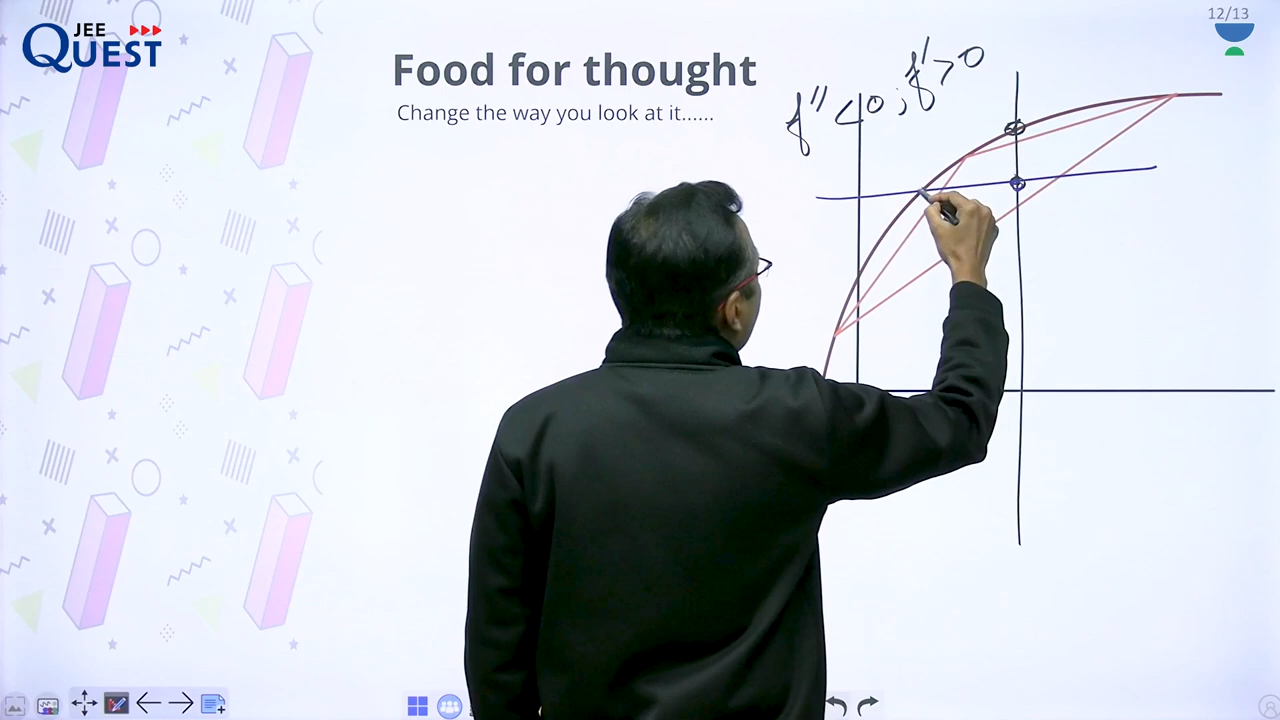 JEE
QUEST
12/13
Food for thought
Change the way you look at it......
f'' < 0 ; f' > 0